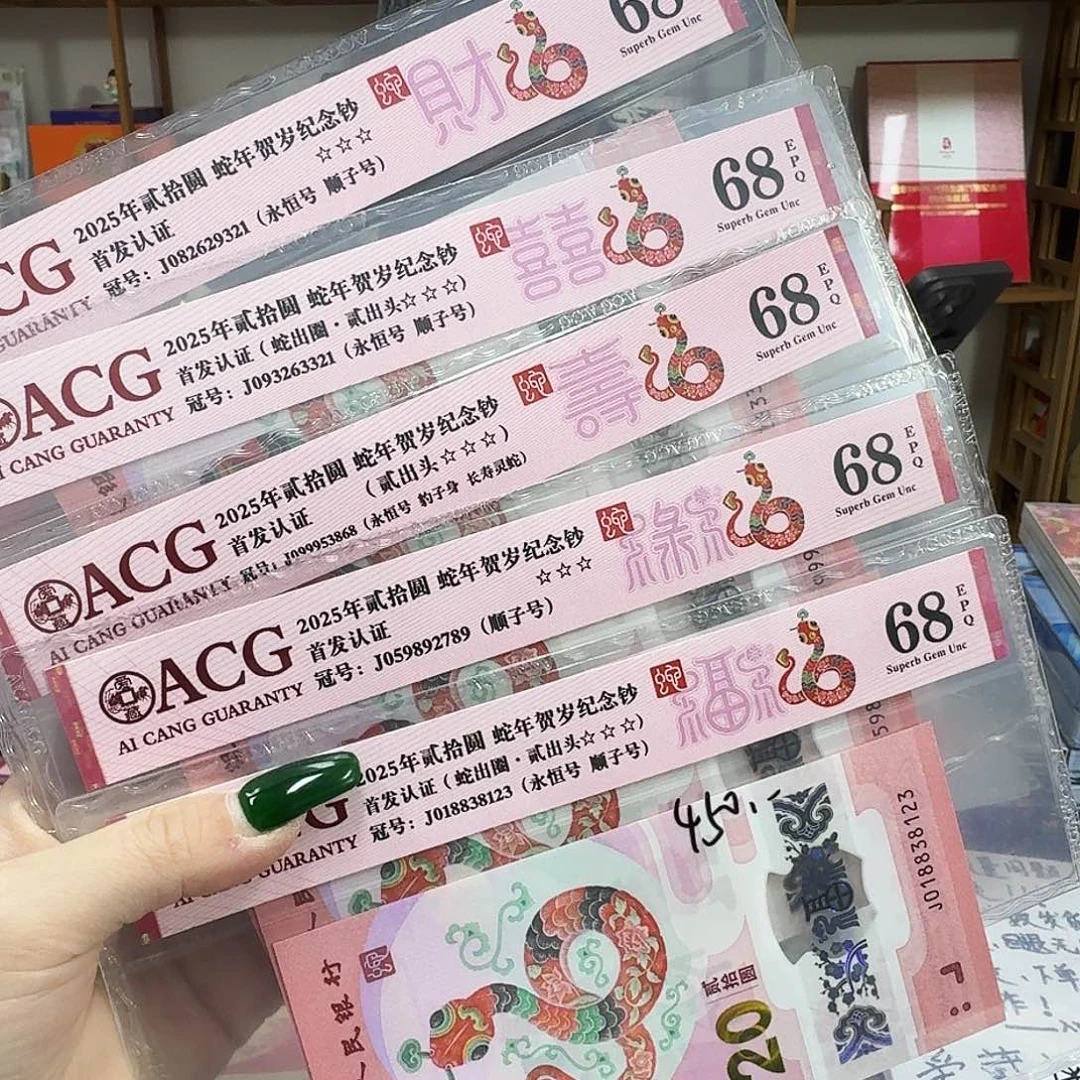 CG
GUARANTY
2025年贰拾圆 蛇年贺岁纪念钞
首发认证 ☆☆☆
冠号：J082629321（永恒号 顺子号）
財
68
Superb Gem Unc
ACG
AI CANG GUARANTY
2025年贰拾圆 蛇年贺岁纪念钞
首发认证（蛇出圈·贰出头☆☆☆）
冠号：J093263321（永恒号 顺子号）
囍
68
EPQ
Superb Gem Unc
ACG
AI CANG GUARANTY
2025年贰拾圆 蛇年贺岁纪念钞
首发认证 （贰出头☆☆☆）
冠号：J099953868（永恒号 豹子身 长寿灵蛇）
壽
68
EPQ
Superb Gem Unc
ACG
AI CANG GUARANTY
2025年贰拾圆 蛇年贺岁纪念钞
首发认证 ☆☆☆
冠号：J059892789（顺子号）
禄
68
EPQ
Superb Gem Unc
G
GUARANTY
2025年贰拾圆 蛇年贺岁纪念钞
首发认证（蛇出圈·贰出头☆☆☆）
冠号：J018838123（永恒号 顺子号）
福
68
EPQ
Superb Gem Unc
450.-
J018838123
民银行
贰拾圆
20